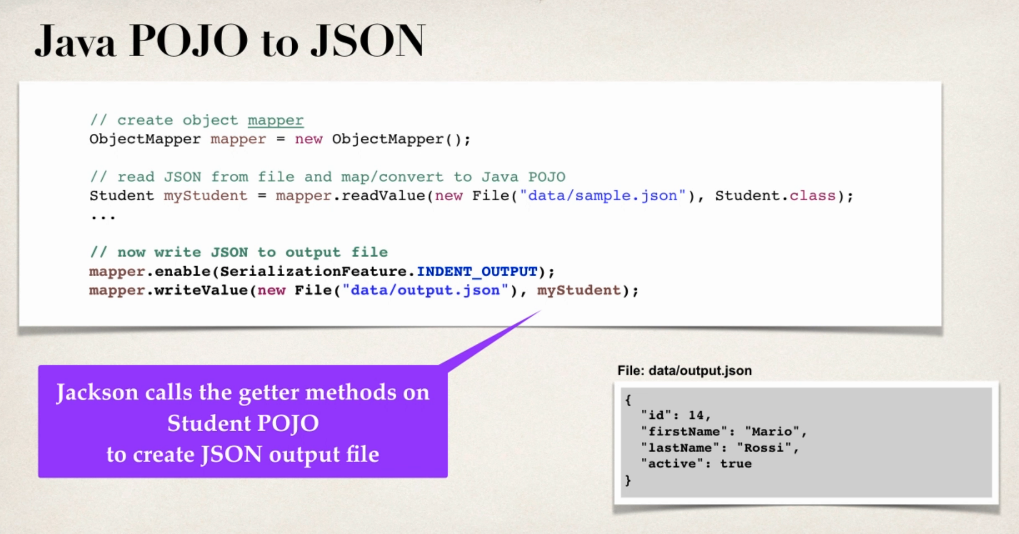 Java POJO to JSON
// create object mapper
ObjectMapper mapper = new ObjectMapper();
// read JSON from file and map/convert to Java POJO
Student myStudent = mapper.readValue(new File("data/sample.json"), Student.class);
...
// now write JSON to output file
mapper.enable(SerializationFeature.INDENT_OUTPUT);
mapper.writeValue(new File("data/output.json"), myStudent);
Jackson calls the getter methods on
Student POJO
to create JSON output file
File: data/output.json
{
"id": 14,
"firstName": "Mario",
"lastName": "Rossi",
"active": true
}